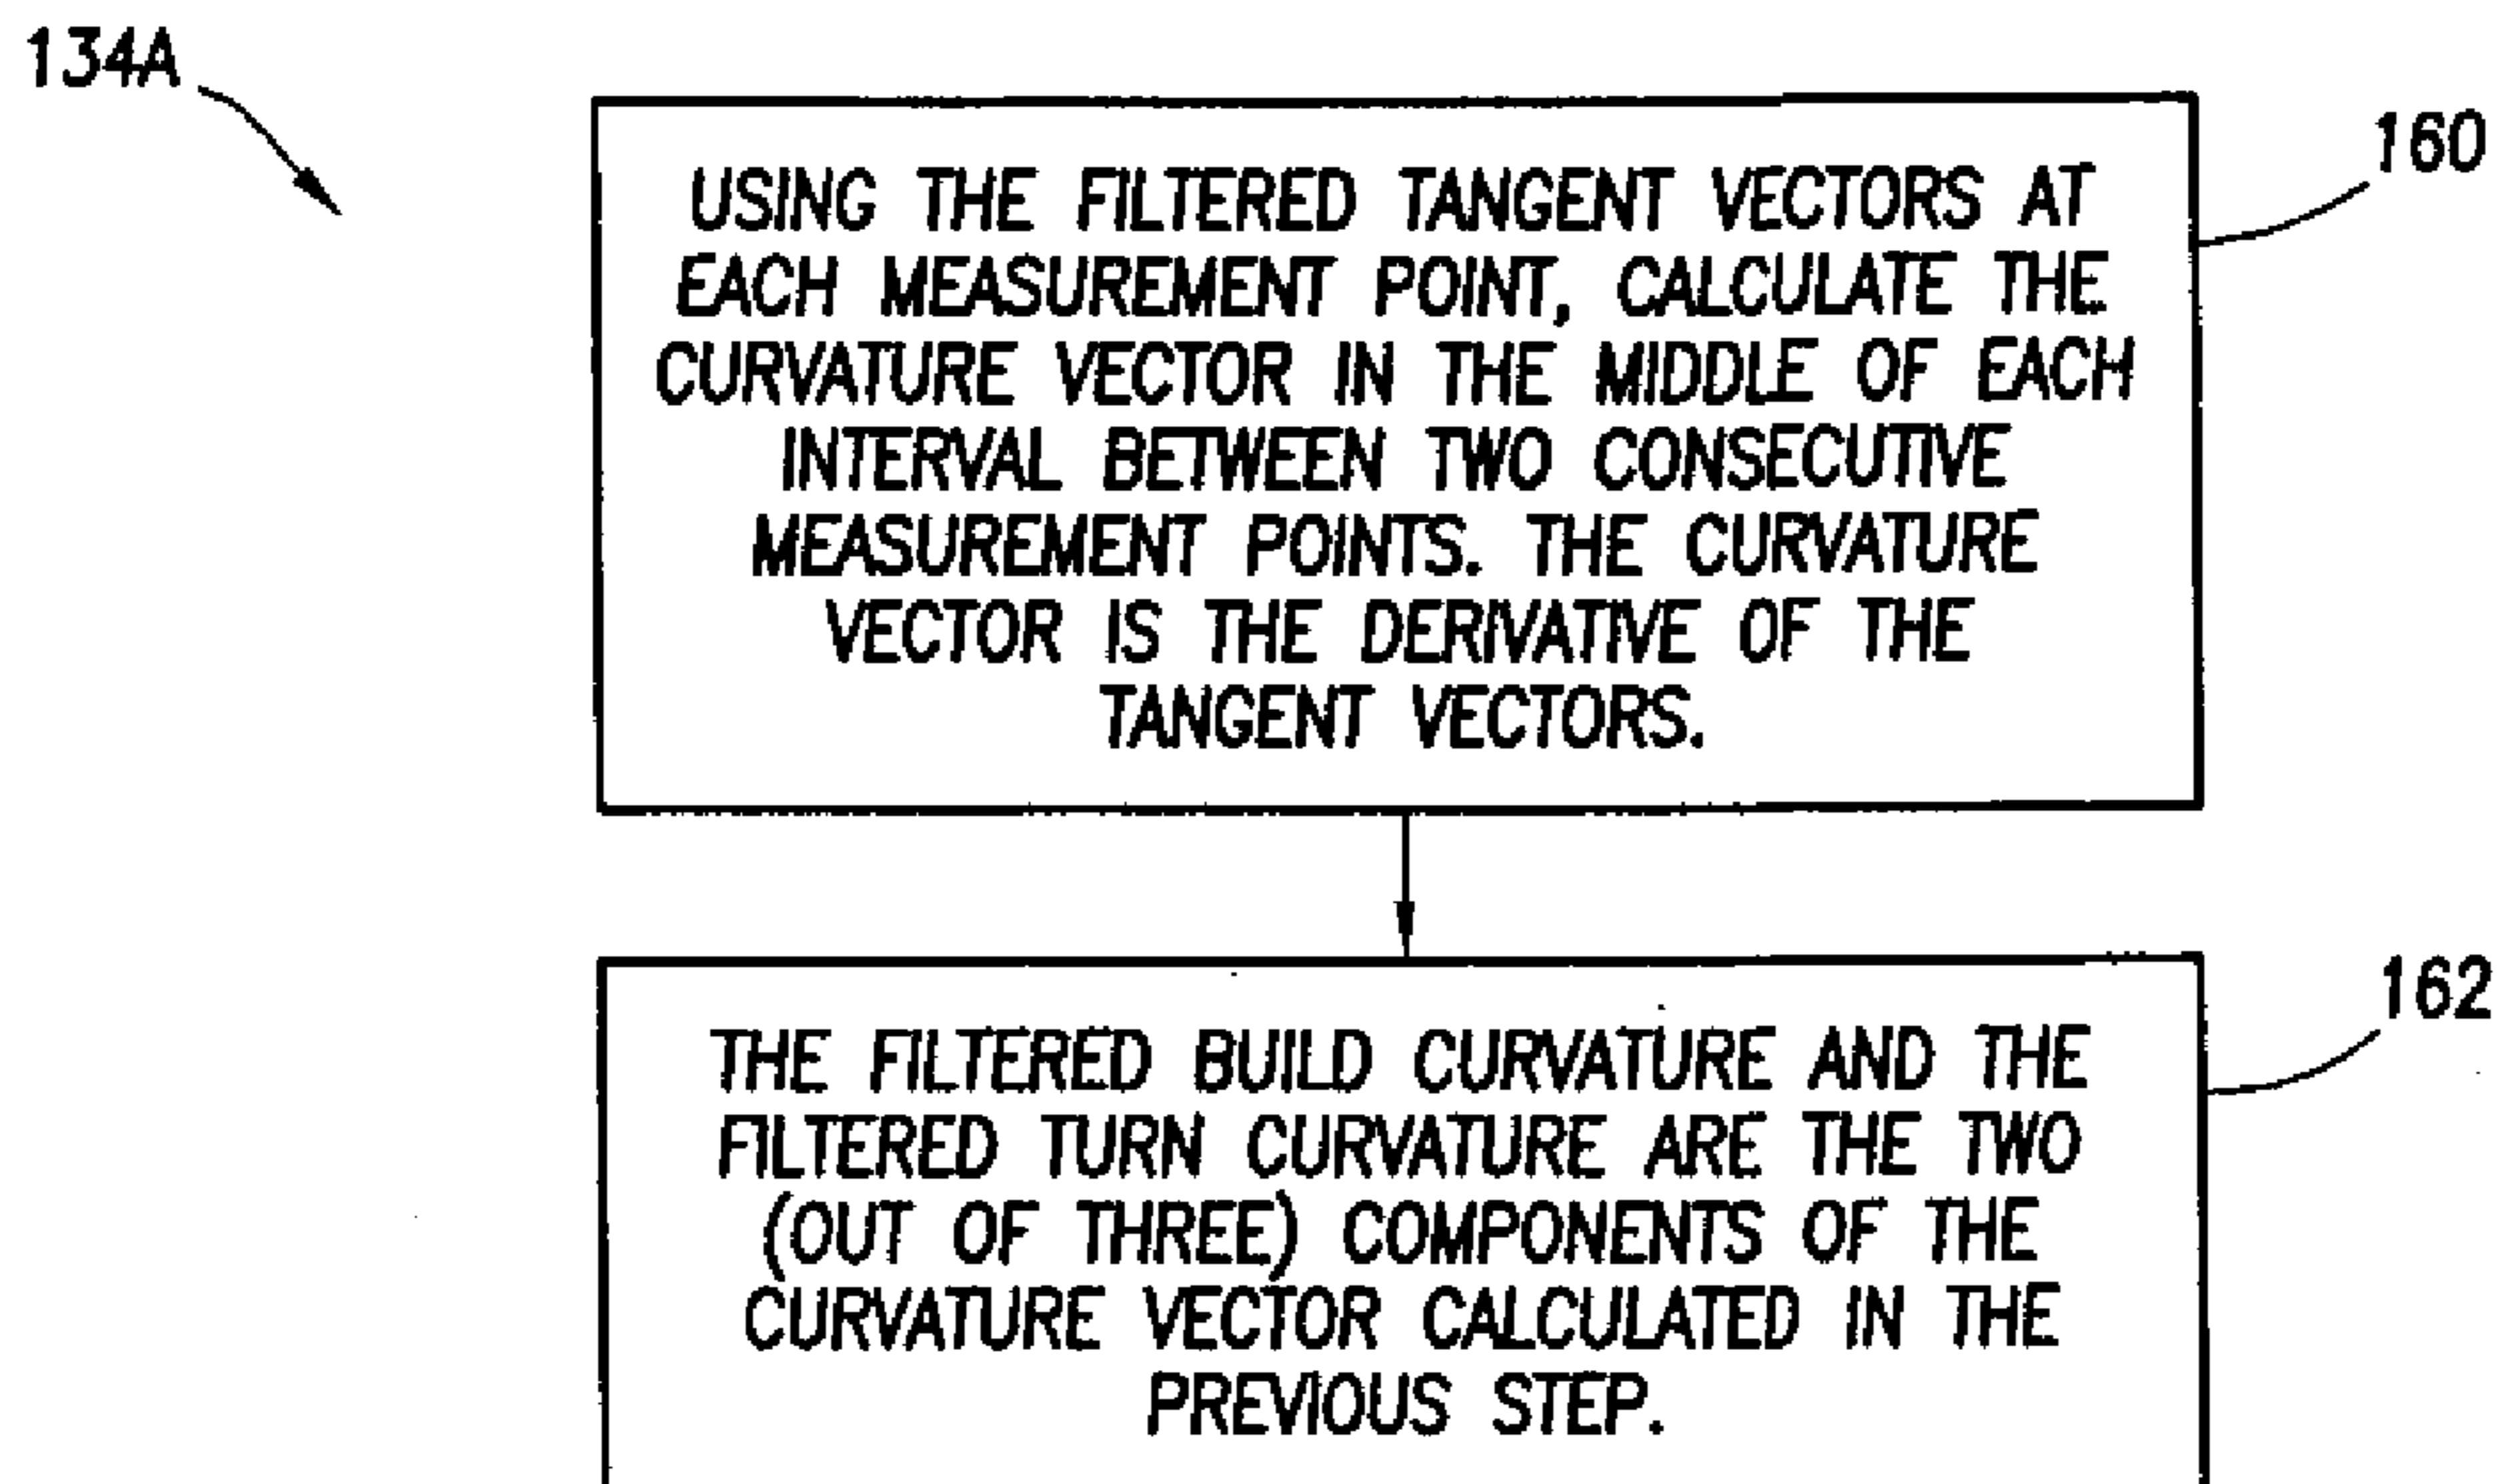 134A
160
USING THE FILTERED TANGENT VECTORS AT
EACH MEASUREMENT POINT, CALCULATE THE
CURVATURE VECTOR IN THE MIDDLE OF EACH
INTERVAL BETWEEN TWO CONSECUTIVE
MEASUREMENT POINTS. THE CURVATURE
VECTOR IS THE DERIVATIVE OF THE
TANGENT VECTORS.
162
THE FILTERED BUILD CURVATURE AND THE
FILTERED TURN CURVATURE ARE THE TWO
(OUT OF THREE) COMPONENTS OF THE
CURVATURE VECTOR CALCULATED IN THE
PREVIOUS STEP.